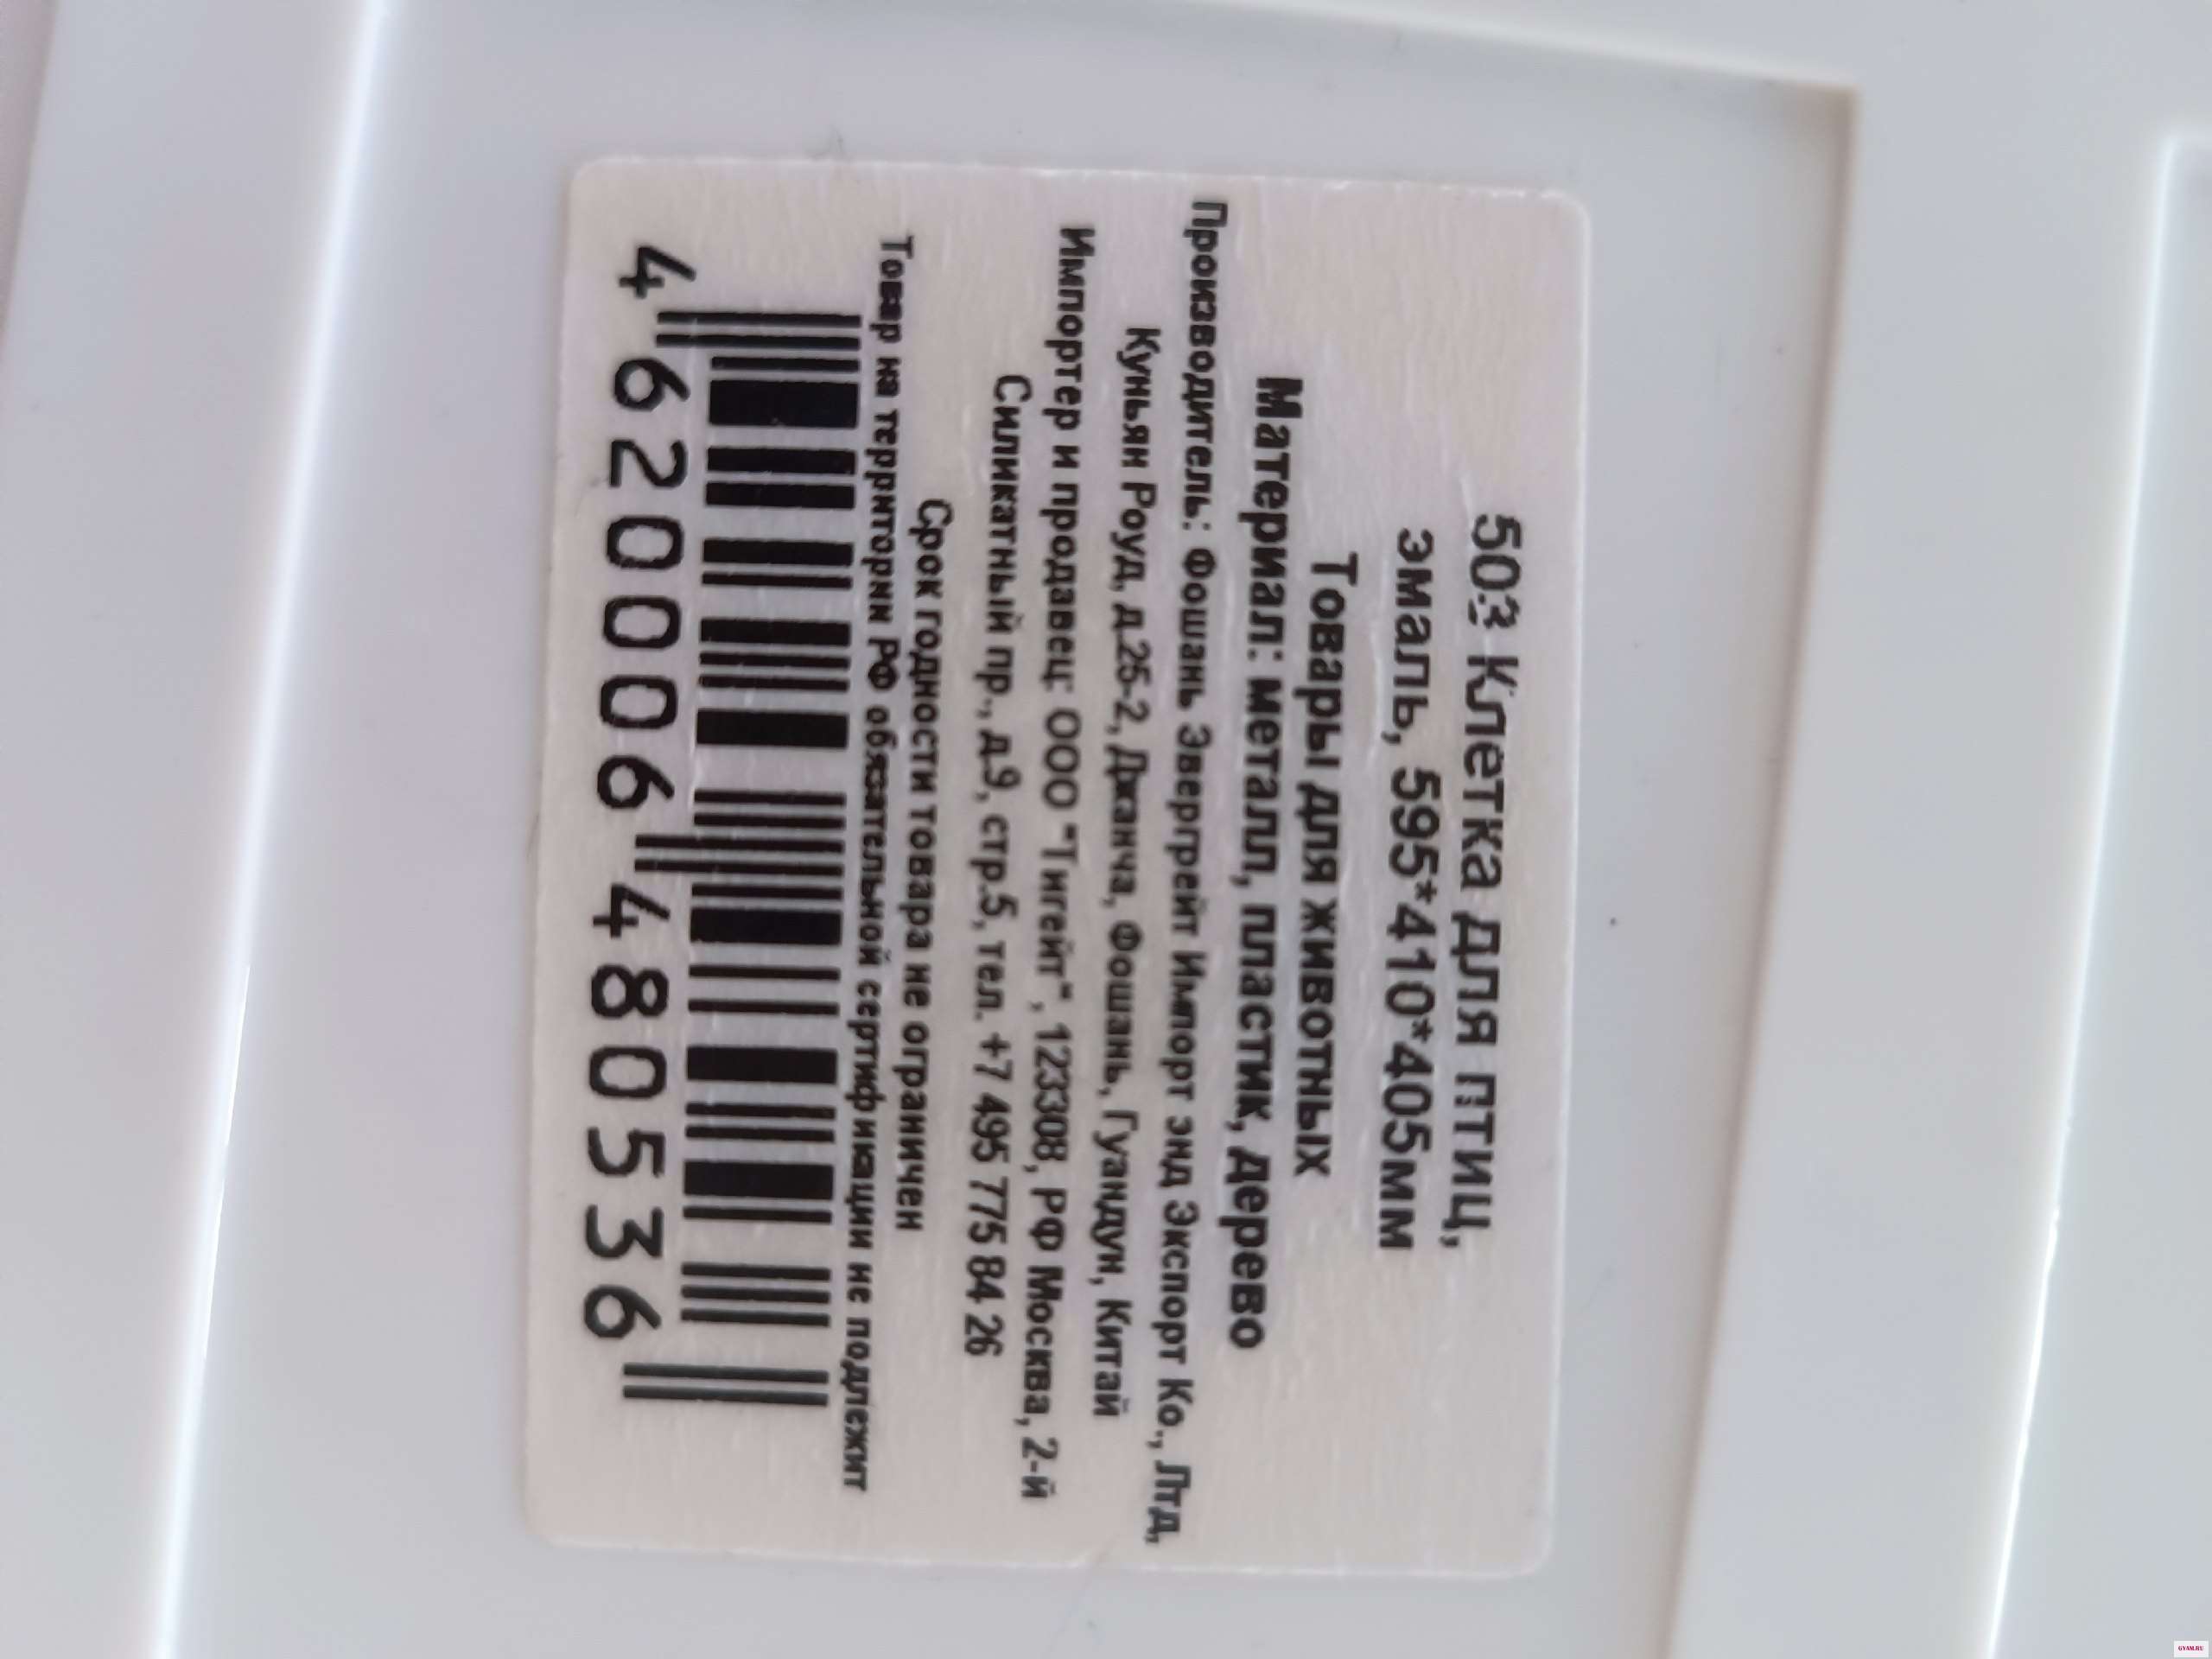 503 Клетка для птиц,
эмаль, 595*410*405мм
Товары для животных
Материал: металл, пластик, дерево
Производитель: Фошань Эвергрейт Импорт энд Экспорт Ко., Лтд,
Куньян Роуд, д.25-2, Джанча, Фошань, Гуандун, Китай
Импортер и продавец: ООО "Тигейт", 123308, РФ Москва, 2-й
Силикатный пр., д.9, стр.5, тел. +7 495 775 84 26
Срок годности товара не ограничен
Товар на территории РФ обязательной сертификации не подлежит
4 620006 480536
GYSM.RU